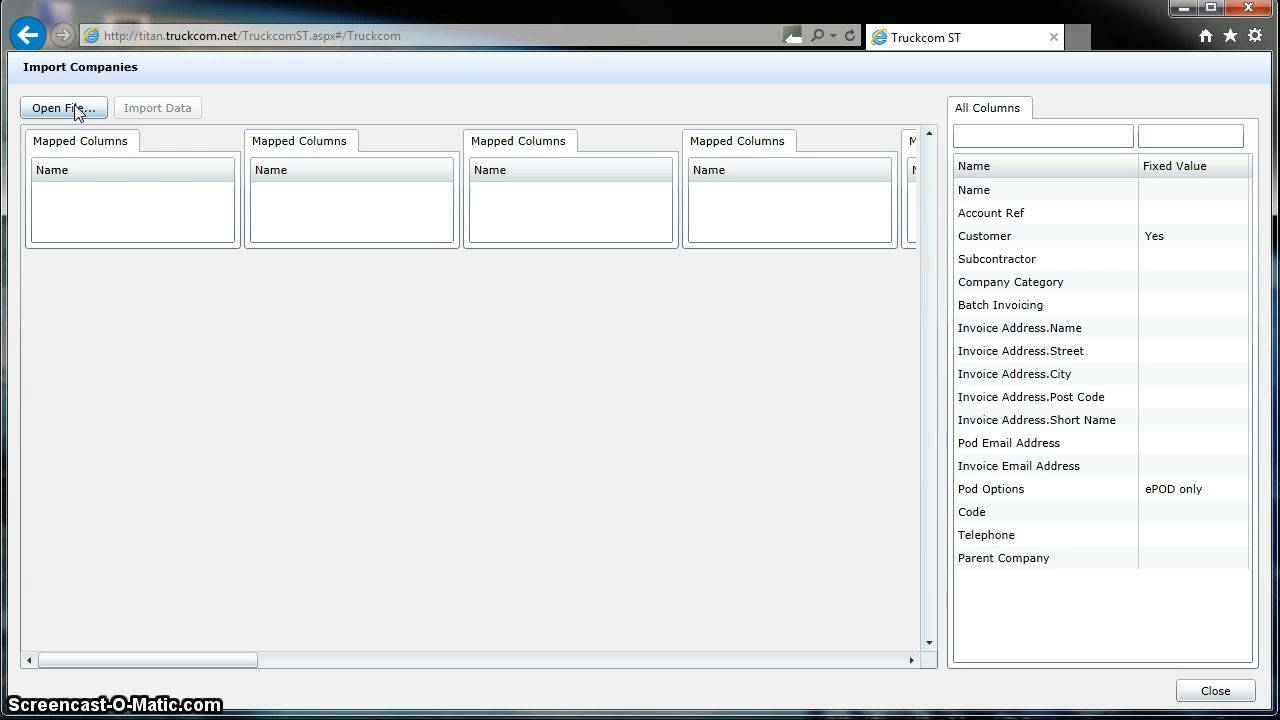 http://titan.truckcom.net/TruckcomST.aspx#/Truckcom
Truckcom ST
Import Companies
Open File...
Import Data
All Columns
Mapped Columns
Mapped Columns
Mapped Columns
Mapped Columns
Name
Name
Name
Name
Name Fixed Value
Name
Account Ref
Customer Yes
Subcontractor
Company Category
Batch Invoicing
Invoice Address.Name
Invoice Address.Street
Invoice Address.City
Invoice Address.Post Code
Invoice Address.Short Name
Pod Email Address
Invoice Email Address
Pod Options ePOD only
Code
Telephone
Parent Company
Close
Screencast-O-Matic.com